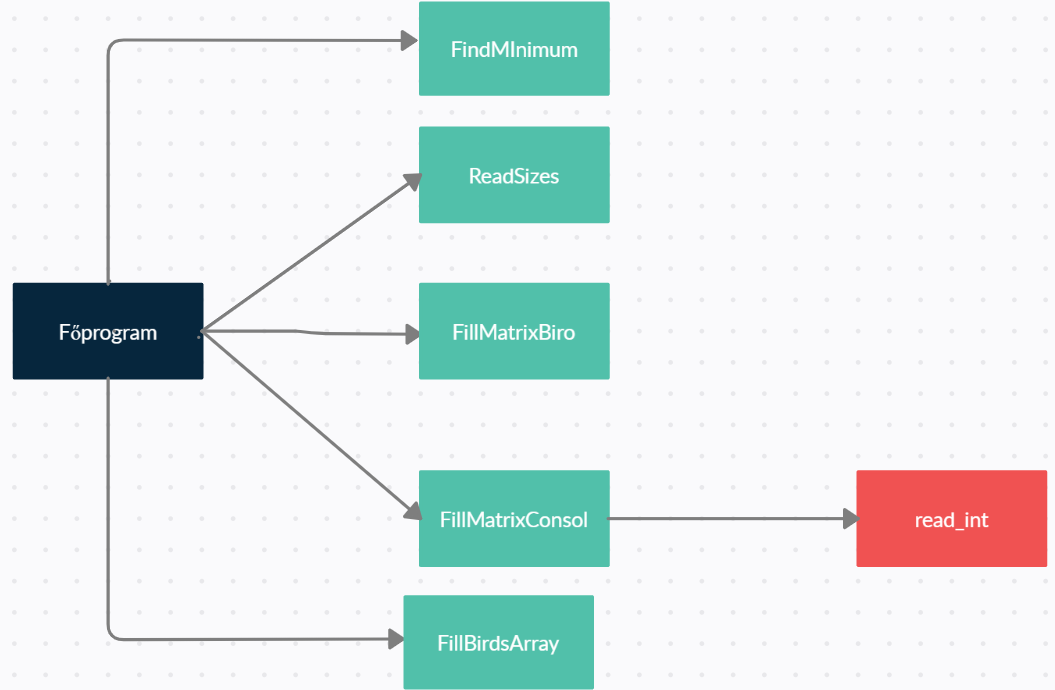 FindMInimum
ReadSizes
Főprogram
FillMatrixBiro
FillMatrixConsol
read_int
FillBirdsArray